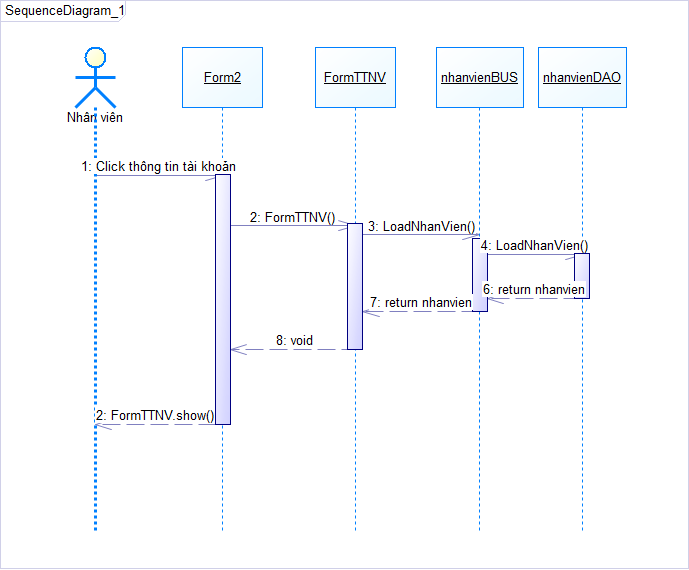 SequenceDiagram_1
Form2
FormTTNV
nhanvienBUS
nhanvienDAO
Nhân viên
1: Click thông tin tài khoản
2: FormTTNV()
3: LoadNhanVien()
4: LoadNhanVien()
6: return nhanvien
7: return nhanvien
8: void
2: FormTTNV.show()